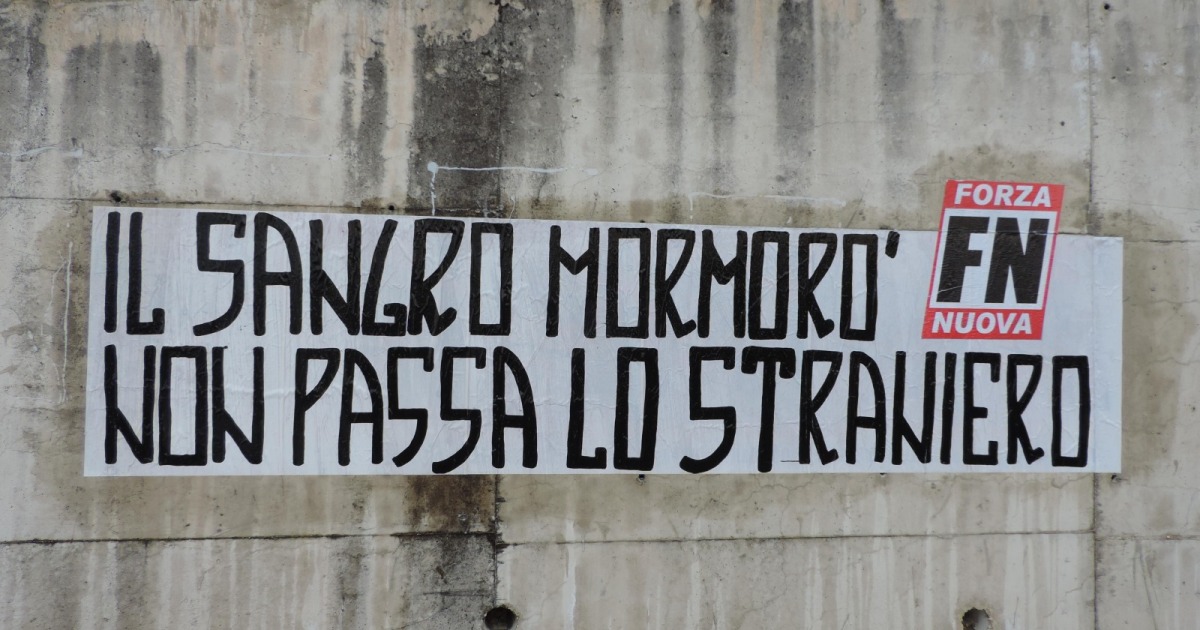 IL SANGRO MORMORO'
NON PASSA LO STRANIERO
FORZA
FN
NUOVA